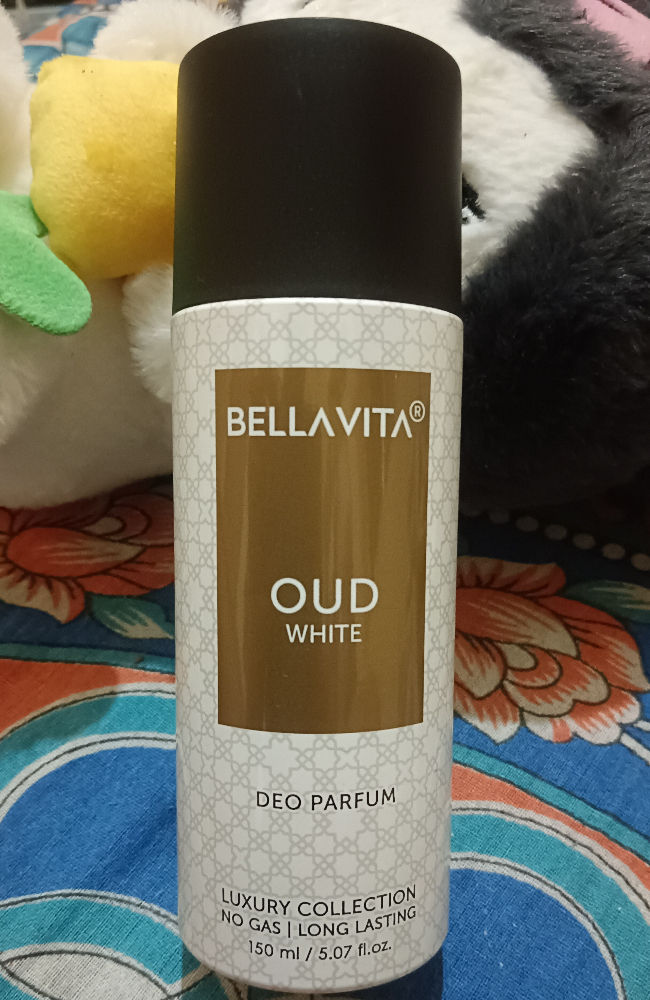 BELLAVITA®
OUD
WHITE
DEO PARFUM
LUXURY COLLECTION
NO GAS | LONG LASTING
150 ml / 5.07 fl.oz.